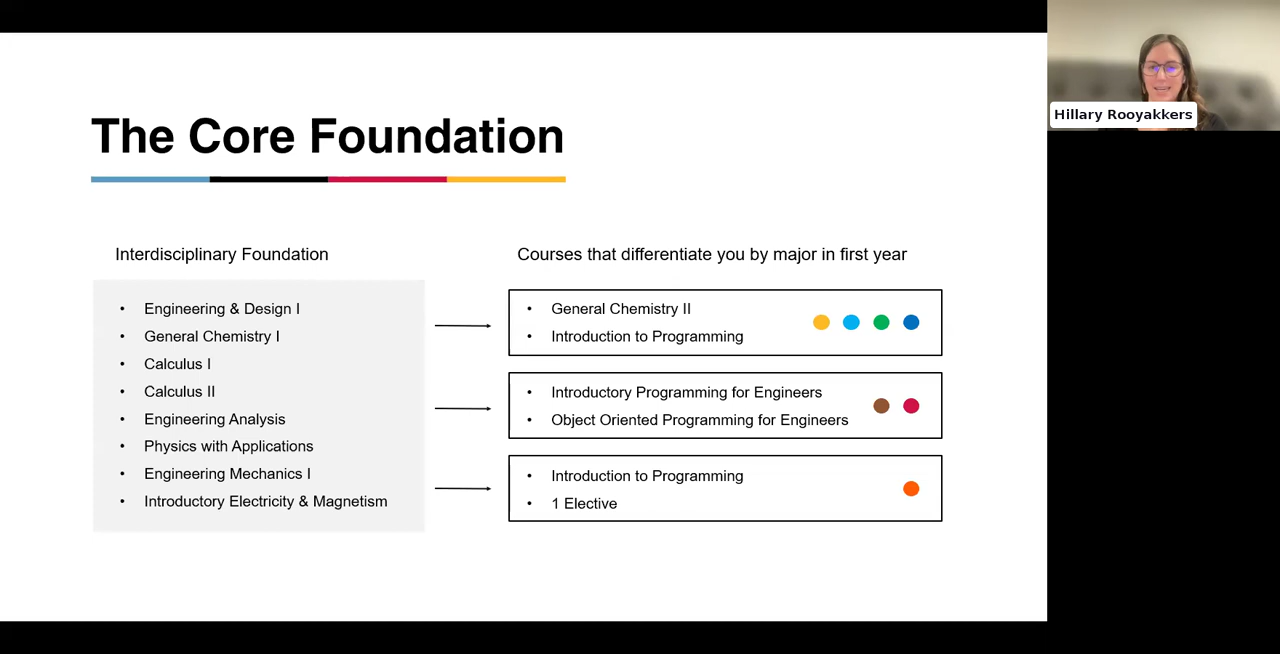 The Core Foundation
Interdisciplinary Foundation
• Engineering & Design I
• General Chemistry I
• Calculus I
• Calculus II
• Engineering Analysis
• Physics with Applications
• Engineering Mechanics I
• Introductory Electricity & Magnetism
Courses that differentiate you by major in first year
• General Chemistry II
• Introduction to Programming
• Introductory Programming for Engineers
• Object Oriented Programming for Engineers
• Introduction to Programming
• 1 Elective
Hillary Rooyakkers